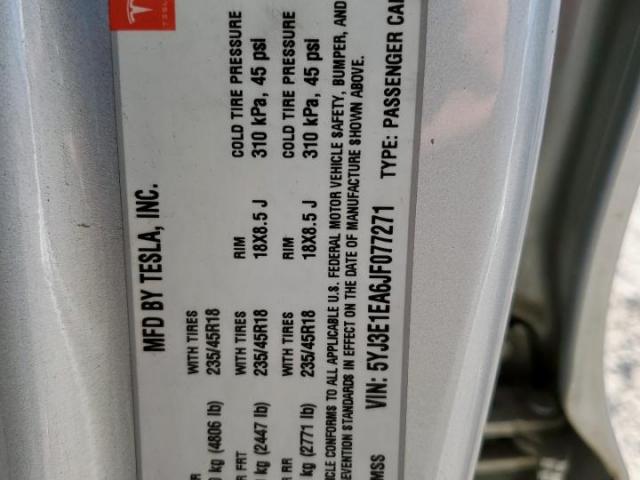 TESLA
MFD BY TESLA, INC.
WITH TIRES
kg (4806 lb) 235/45R18
FRT WITH TIRES RIM COLD TIRE PRESSURE
kg (2447 lb) 235/45R18 18X8.5 J 310 kPa, 45 psi
RR WITH TIRES RIM COLD TIRE PRESSURE
kg (2771 lb) 235/45R18 18X8.5 J 310 kPa, 45 psi
ICLE CONFORMS TO ALL APPLICABLE U.S. FEDERAL MOTOR VEHICLE SAFETY, BUMPER, AND
EVENTION STANDARDS IN EFFECT ON THE DATE OF MANUFACTURE SHOWN ABOVE.
MSS VIN: 5YJ3E1EA6JF077271 TYPE: PASSENGER CAR